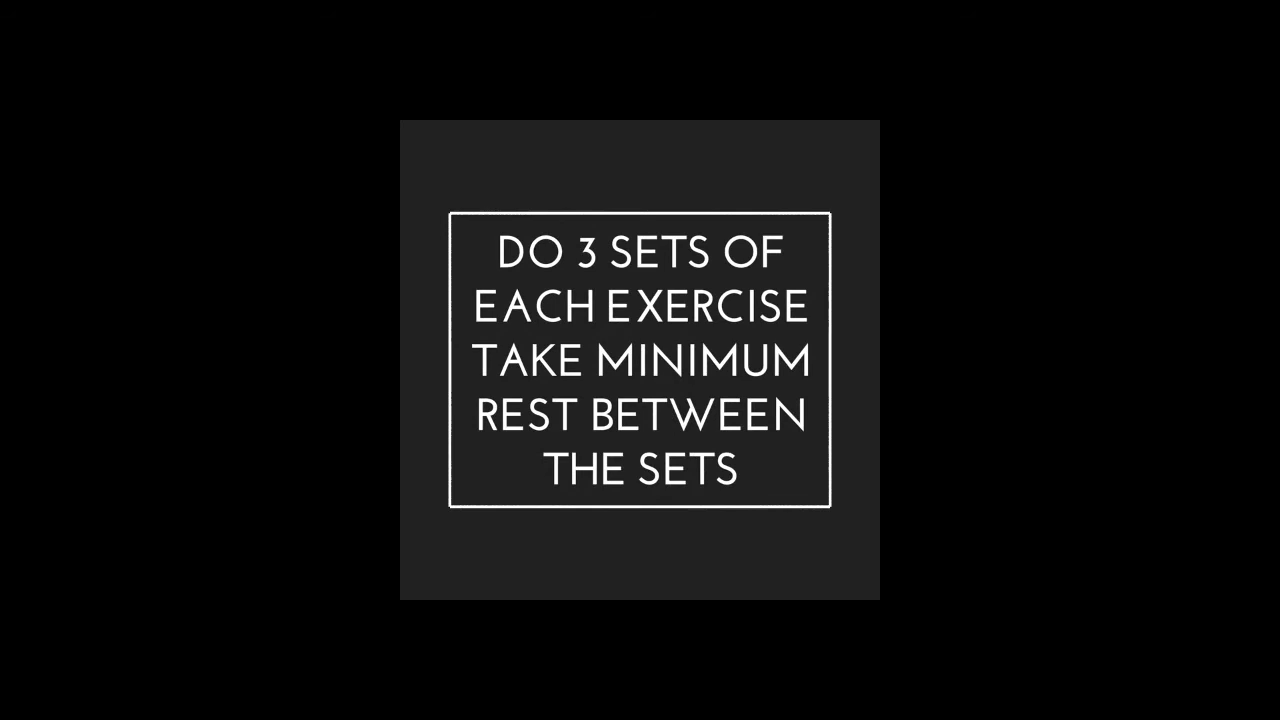 DO 3 SETS OF
EACH EXERCISE
TAKE MINIMUM
REST BETWEEN
THE SETS